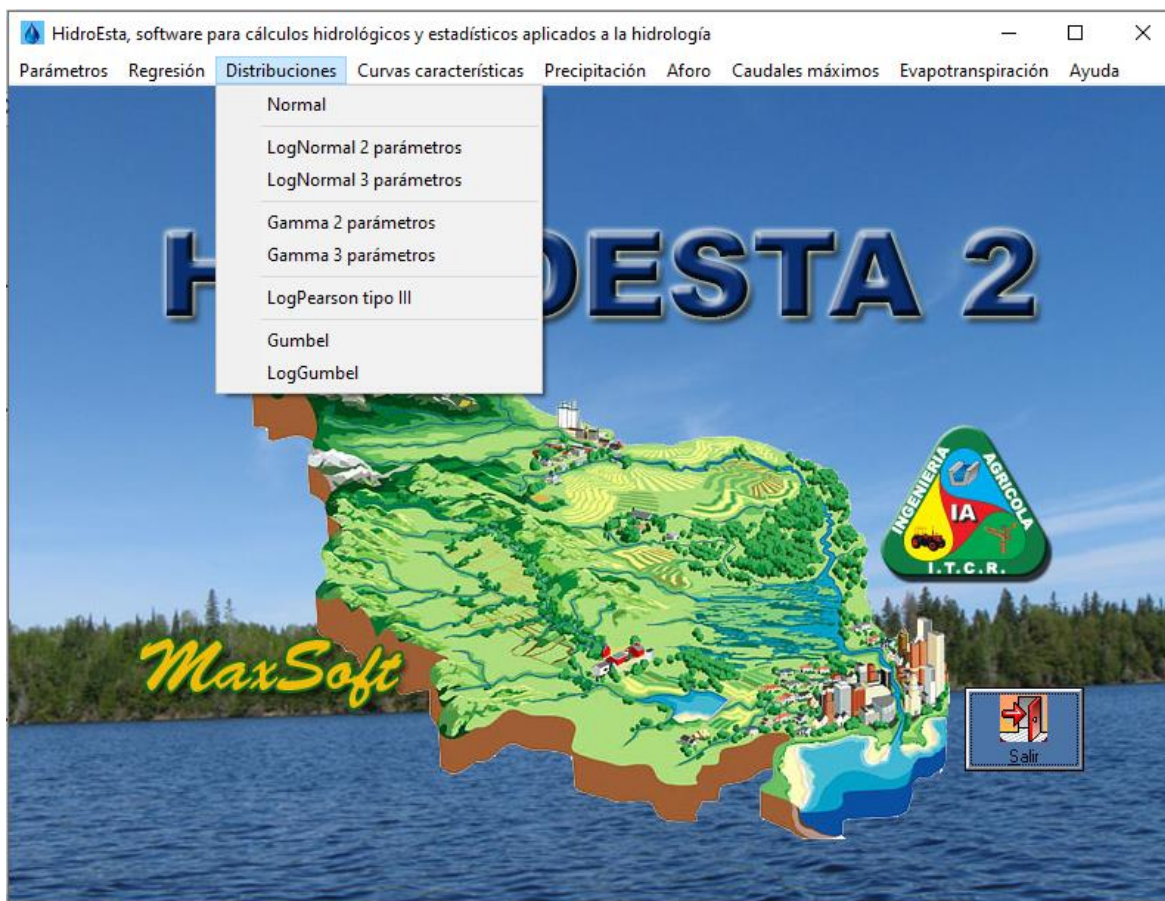 HidroEsta, software para cálculos hidrológicos y estadísticos aplicados a la hidrología
Parámetros Regresión Distribuciones Curvas características Precipitación Aforo Caudales máximos Evapotranspiración Ayuda
Normal
LogNormal 2 parámetros
LogNormal 3 parámetros
Gamma 2 parámetros
Gamma 3 parámetros
LogPearson tipo III
Gumbel
LogGumbel
H OESTA 2
INGENIERIA AGRICOLA
IA
I.T.C.R.
MaxSoft
Salir